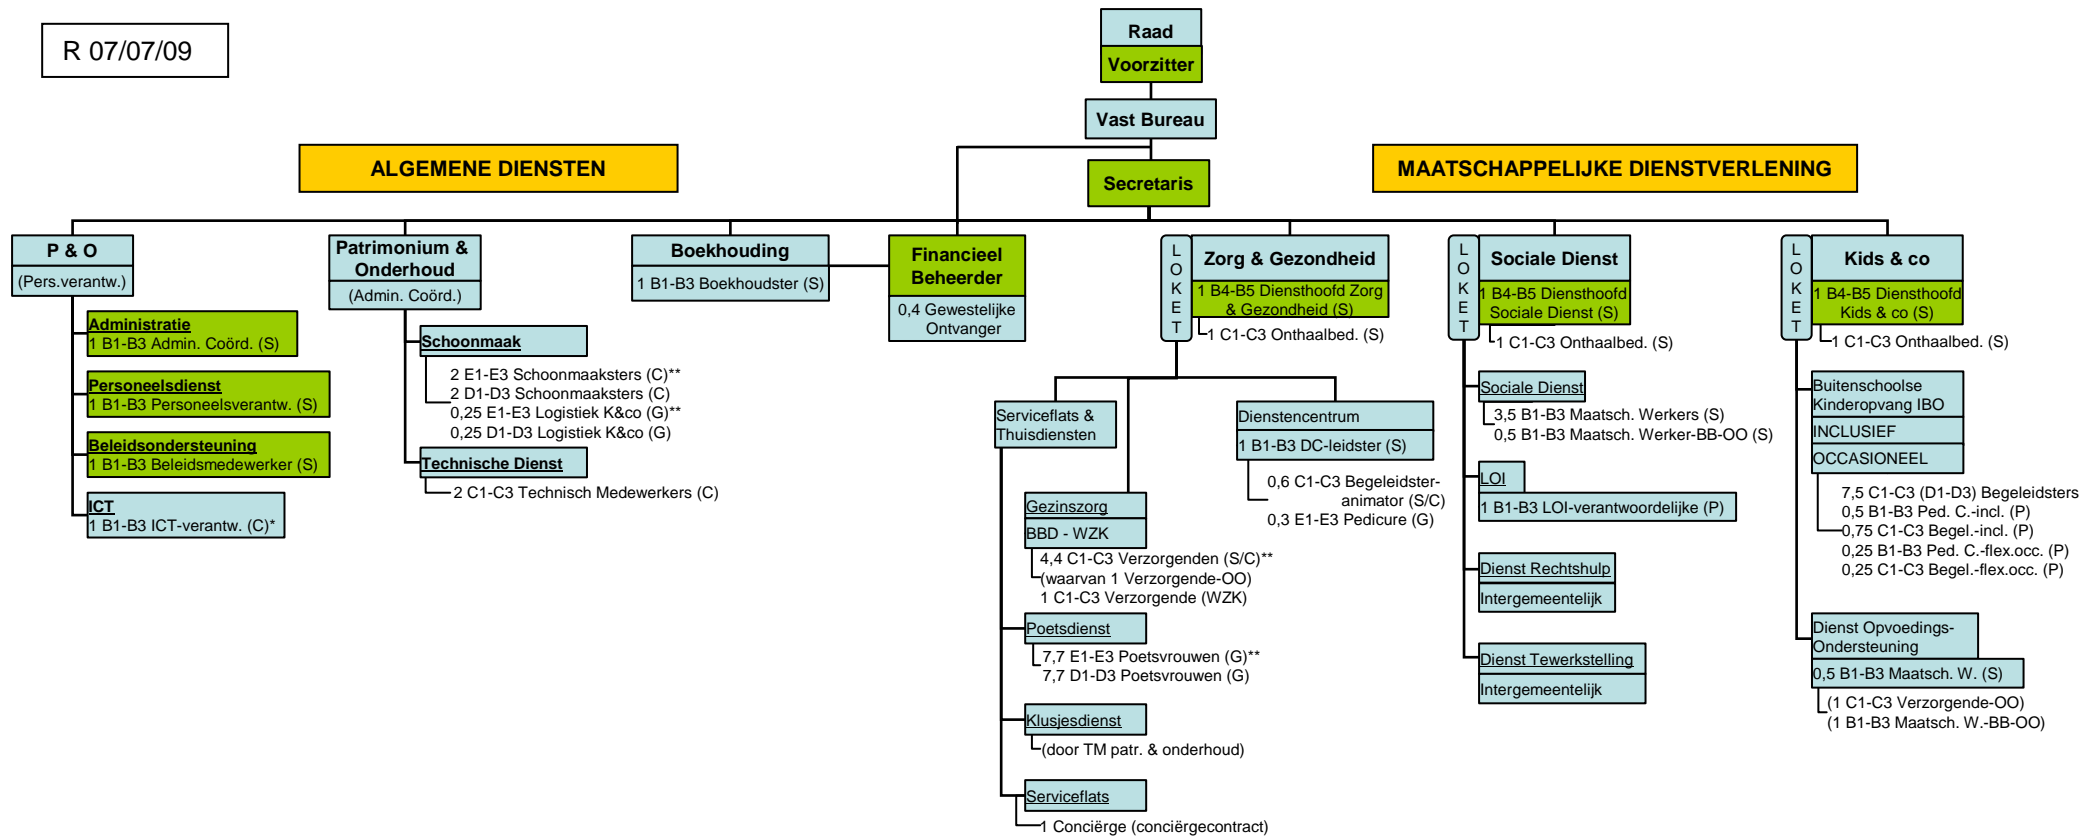 R 07/07/09
Raad
Voorzitter
Vast Bureau
ALGEMENE DIENSTEN
MAATSCHAPPELIJKE DIENSTVERLENING
Secretaris
P & O
(Pers.verantw.)
Administratie
1 B1-B3 Admin. Coörd. (S)
Personeelsdienst
1 B1-B3 Personeelsverantw. (S)
Beleidsondersteuning
1 B1-B3 Beleidsmedewerker (S)
ICT
1 B1-B3 ICT-verantw. (C)*
Patrimonium &
Onderhoud
(Admin. Coörd.)
Schoonmaak
2 E1-E3 Schoonmaaksters (C)**
2 D1-D3 Schoonmaaksters (C)
0,25 E1-E3 Logistiek K&co (G)**
0,25 D1-D3 Logistiek K&co (G)
Technische Dienst
2 C1-C3 Technisch Medewerkers (C)
Boekhouding
1 B1-B3 Boekhoudster (S)
Financieel
Beheerder
0,4 Gewestelijke
Ontvanger
LOKET
Zorg & Gezondheid
1 B4-B5 Diensthoofd Zorg
& Gezondheid (S)
1 C1-C3 Onthaalbed. (S)
Serviceflats &
Thuisdiensten
Gezinszorg
BBD - WZK
4,4 C1-C3 Verzorgenden (S/C)**
(waarvan 1 Verzorgende-OO)
1 C1-C3 Verzorgende (WZK)
Poetsdienst
7,7 E1-E3 Poetsvrouwen (G)**
7,7 D1-D3 Poetsvrouwen (G)
Klusjesdienst
(door TM patr. & onderhoud)
Serviceflats
1 Conciërge (conciërgecontract)
Dienstencentrum
1 B1-B3 DC-leidster (S)
0,6 C1-C3 Begeleidster-
animator (S/C)
0,3 E1-E3 Pedicure (G)
LOKET
Sociale Dienst
1 B4-B5 Diensthoofd
Sociale Dienst (S)
1 C1-C3 Onthaalbed. (S)
Sociale Dienst
3,5 B1-B3 Maatsch. Werkers (S)
0,5 B1-B3 Maatsch. Werker-BB-OO (S)
LOI
1 B1-B3 LOI-verantwoordelijke (P)
Dienst Rechtshulp
Intergemeentelijk
Dienst Tewerkstelling
Intergemeentelijk
LOKET
Kids & co
1 B4-B5 Diensthoofd
Kids & co (S)
1 C1-C3 Onthaalbed. (S)
Buitenschoolse
Kinderopvang IBO
INCLUSIEF
OCCASIONEEL
7,5 C1-C3 (D1-D3) Begeleidsters
0,5 B1-B3 Ped. C.-incl. (P)
0,75 C1-C3 Begel.-incl. (P)
0,25 B1-B3 Ped. C.-flex.occ. (P)
0,25 C1-C3 Begel.-flex.occ. (P)
Dienst Opvoedings-
Ondersteuning
0,5 B1-B3 Maatsch. W. (S)
(1 C1-C3 Verzorgende-OO)
(1 B1-B3 Maatsch. W.-BB-OO)